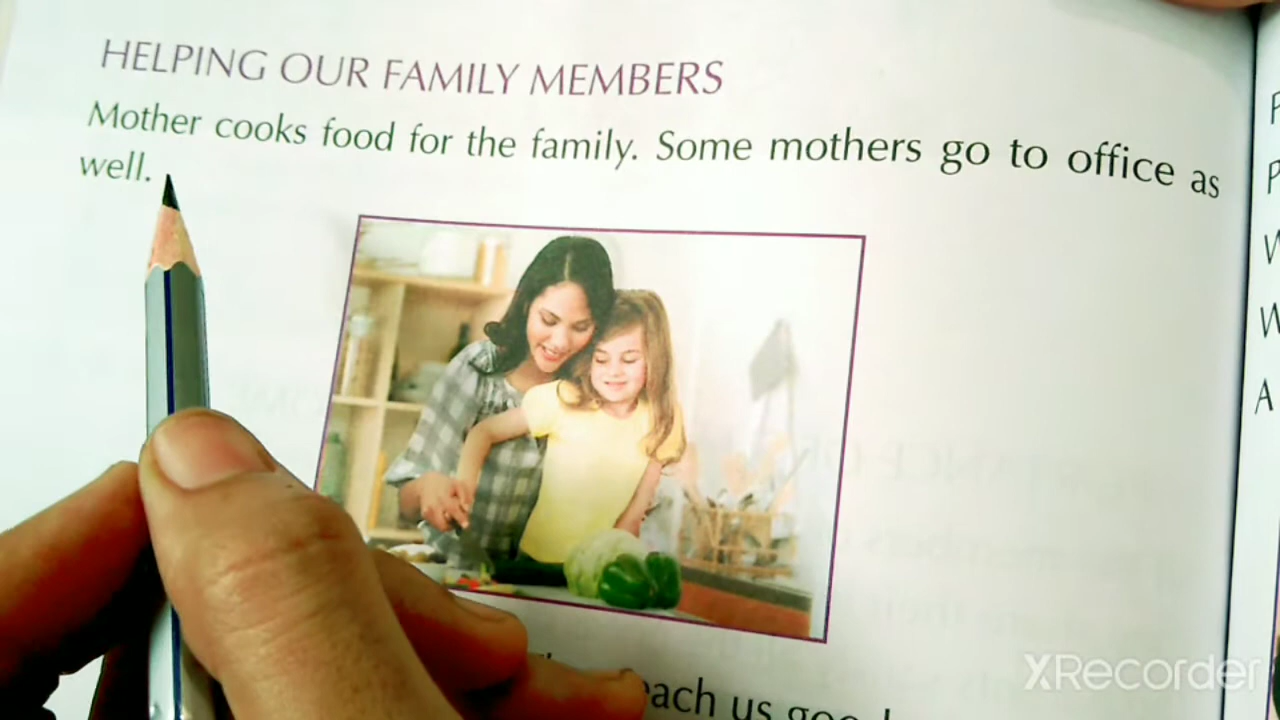 HELPING OUR FAMILY MEMBERS
Mother cooks food for the family. Some mothers go to office as
well.
us
XRecorder